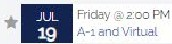 JUL
19
Friday @ 2:00 PM
A-1 and Virtual